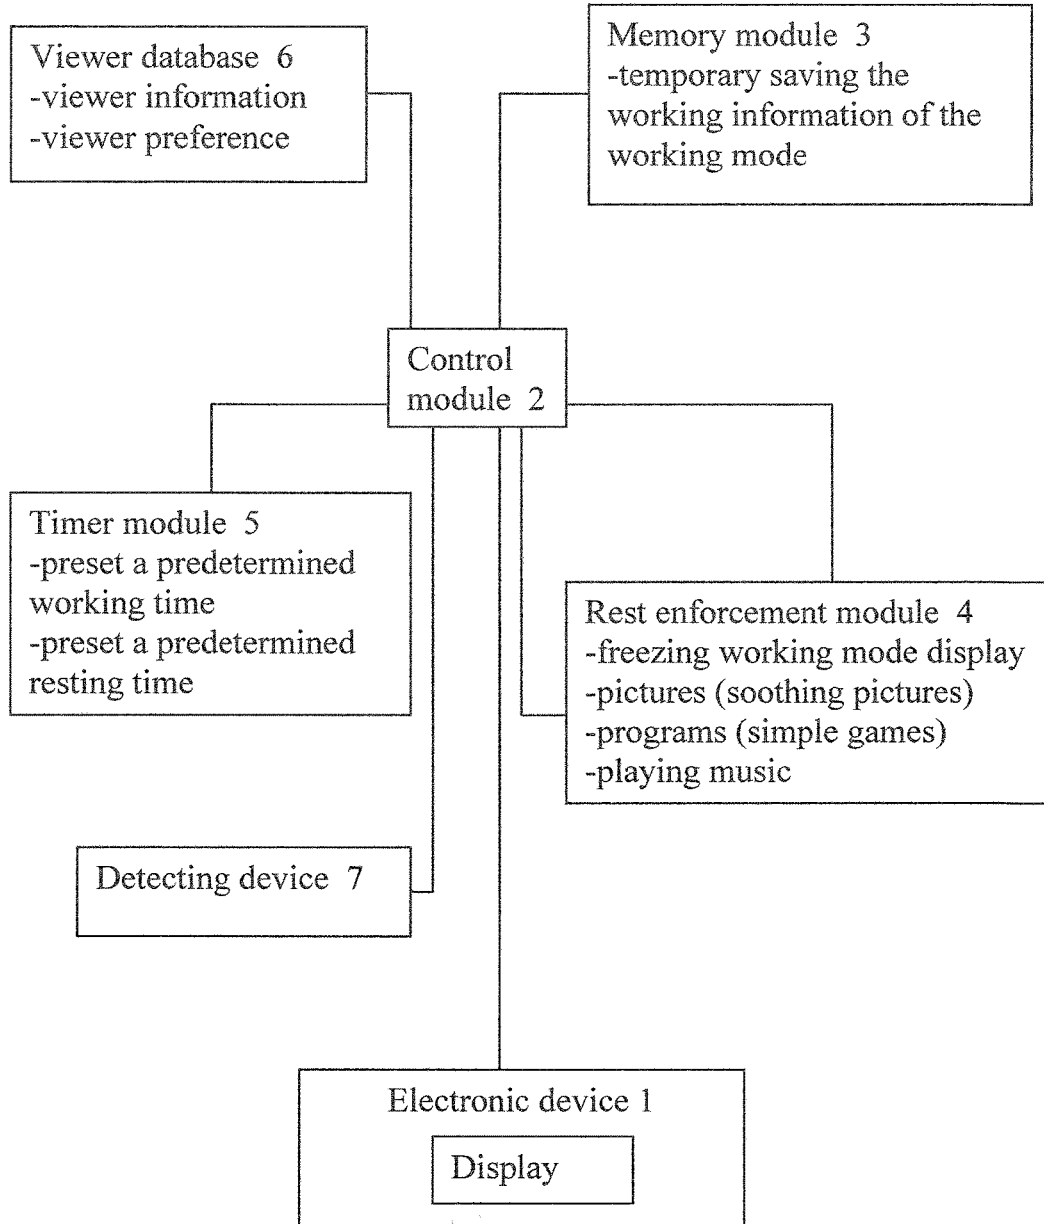 Viewer database 6
-viewer information
-viewer preference
Memory module 3
-temporary saving the
working information of the
working mode
Control
module 2
Timer module 5
-preset a predetermined
working time
-preset a predetermined
resting time
Rest enforcement module 4
-freezing working mode display
-pictures (soothing pictures)
-programs (simple games)
-playing music
Detecting device 7
Electronic device 1
Display